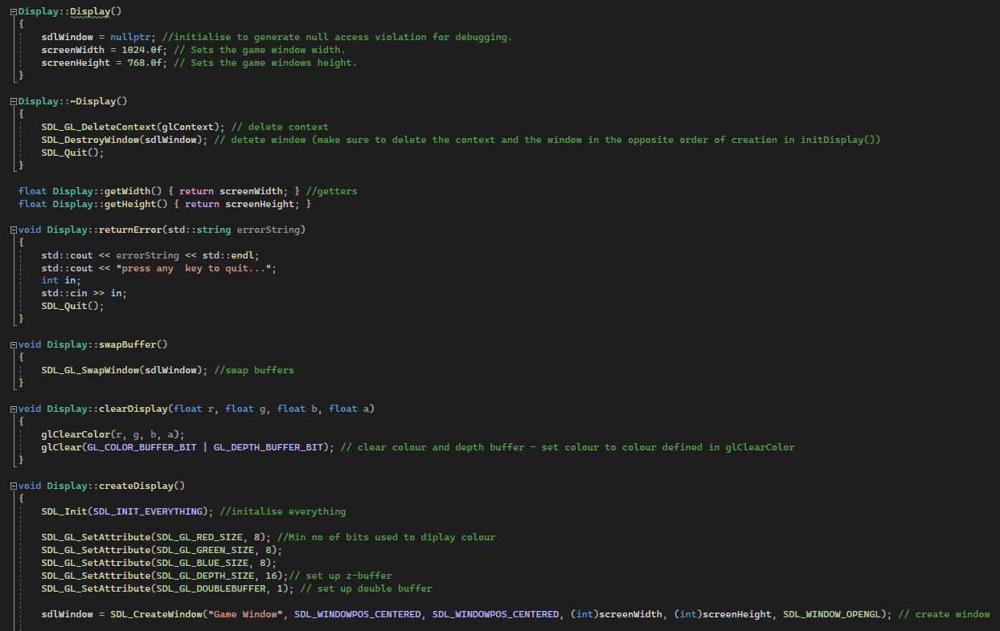 Display::Display()
{
sdlWindow = nullptr; //initialise to generate null access violation for debugging.
screenWidth = 1024.0f; // Sets the game window width.
screenHeight = 768.0f; // Sets the game windows height.
}
Display::~Display()
{
SDL_GL_DeleteContext(glContext); // delete context
SDL_DestroyWindow(sdlWindow); // detete window (make sure to delete the context and the window in the opposite order of creation in initDisplay())
SDL_Quit();
}
float Display::getWidth() { return screenWidth; } //getters
float Display::getHeight() { return screenHeight; }
void Display::returnError(std::string errorString)
{
std::cout << errorString << std::endl;
std::cout << "press any  key to quit...";
int in;
std::cin >> in;
SDL_Quit();
}
void Display::swapBuffer()
{
SDL_GL_SwapWindow(sdlWindow); //swap buffers
}
void Display::clearDisplay(float r, float g, float b, float a)
{
glClearColor(r, g, b, a);
glClear(GL_COLOR_BUFFER_BIT | GL_DEPTH_BUFFER_BIT); // clear colour and depth buffer - set colour to colour defined in glClearColor
}
void Display::createDisplay()
{
SDL_Init(SDL_INIT_EVERYTHING); //initalise everything
SDL_GL_SetAttribute(SDL_GL_RED_SIZE, 8); //Min no of bits used to diplay colour
SDL_GL_SetAttribute(SDL_GL_GREEN_SIZE, 8);
SDL_GL_SetAttribute(SDL_GL_BLUE_SIZE, 8);
SDL_GL_SetAttribute(SDL_GL_DEPTH_SIZE, 16);// set up z-buffer
SDL_GL_SetAttribute(SDL_GL_DOUBLEBUFFER, 1); // set up double buffer
sdlWindow = SDL_CreateWindow("Game Window", SDL_WINDOWPOS_CENTERED, SDL_WINDOWPOS_CENTERED, (int)screenWidth, (int)screenHeight, SDL_WINDOW_OPENGL); // create window